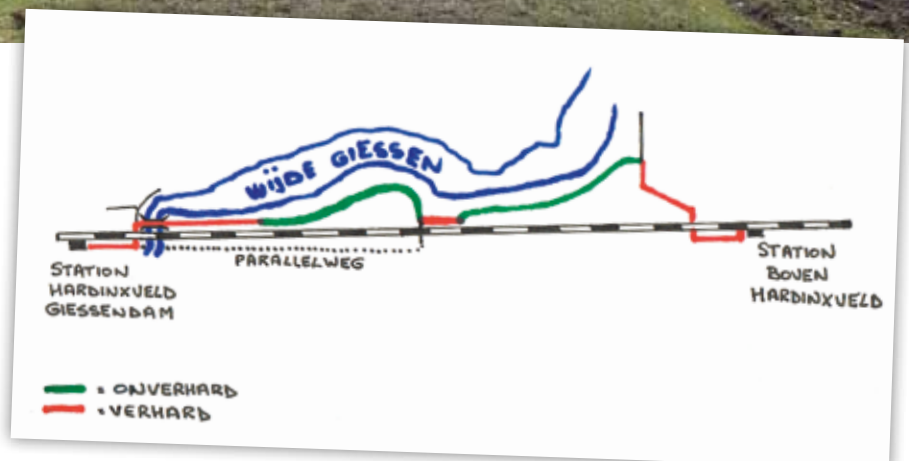 WIJDE GIESSEN
PARALLELWEG
STATION
HARDINXVELD
GIESSENDAM
STATION
BOVEN
HARDINXVELD
= ONVERHARD
= VERHARD